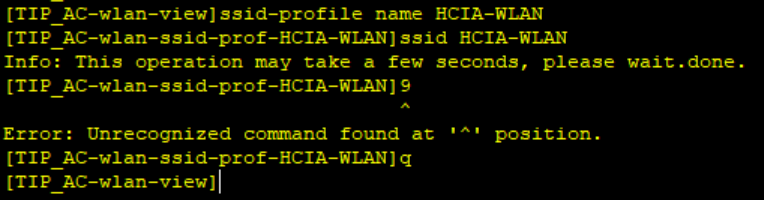 [TIP_AC-wlan-view]ssid-profile name HCIA-WLAN
[TIP_AC-wlan-ssid-prof-HCIA-WLAN]ssid HCIA-WLAN
Info: This operation may take a few seconds, please wait.done.
[TIP_AC-wlan-ssid-prof-HCIA-WLAN]9
^
Error: Unrecognized command found at '^' position.
[TIP_AC-wlan-ssid-prof-HCIA-WLAN]q
[TIP_AC-wlan-view]